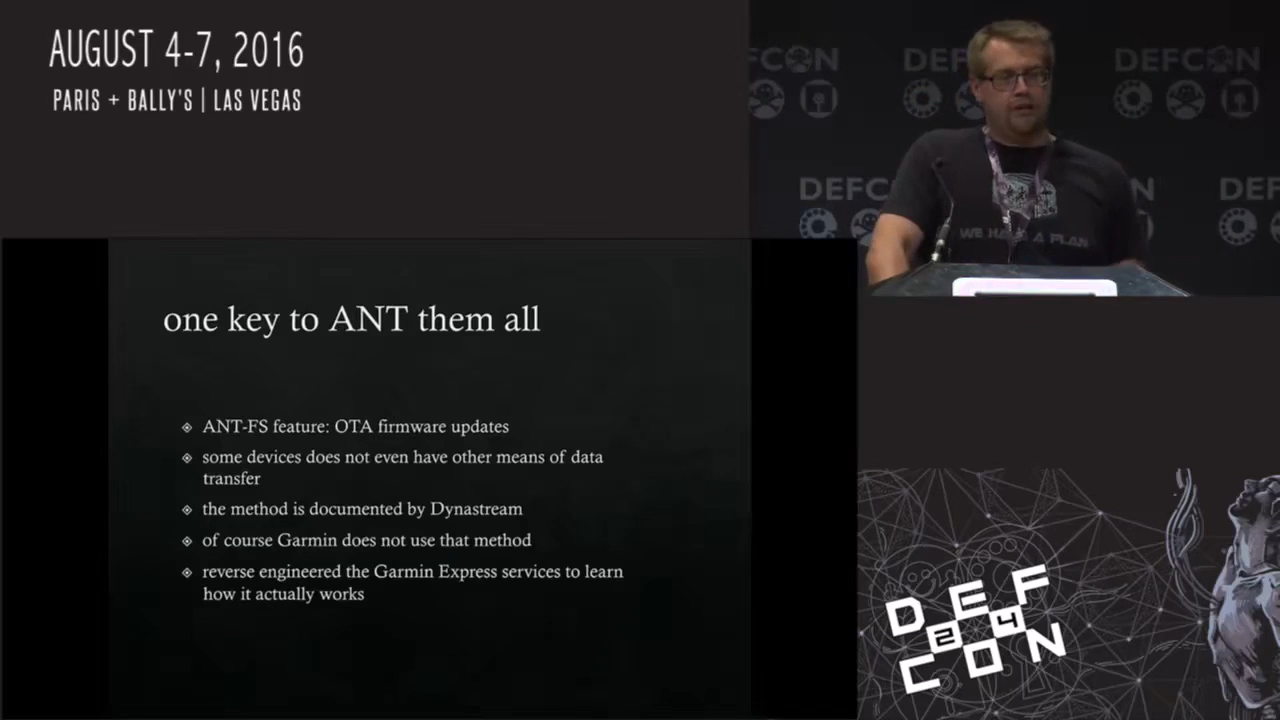 AUGUST 4-7, 2016
PARIS + BALLY'S | LAS VEGAS
DEFCON
DEFCON
WE HAVE A PLAN
one key to ANT them all
ANT-FS feature: OTA firmware updates
some devices does not even have other means of data
transfer
the method is documented by Dynastream
of course Garmin does not use that method
reverse engineered the Garmin Express services to learn
how it actually works
DEF
24
CON